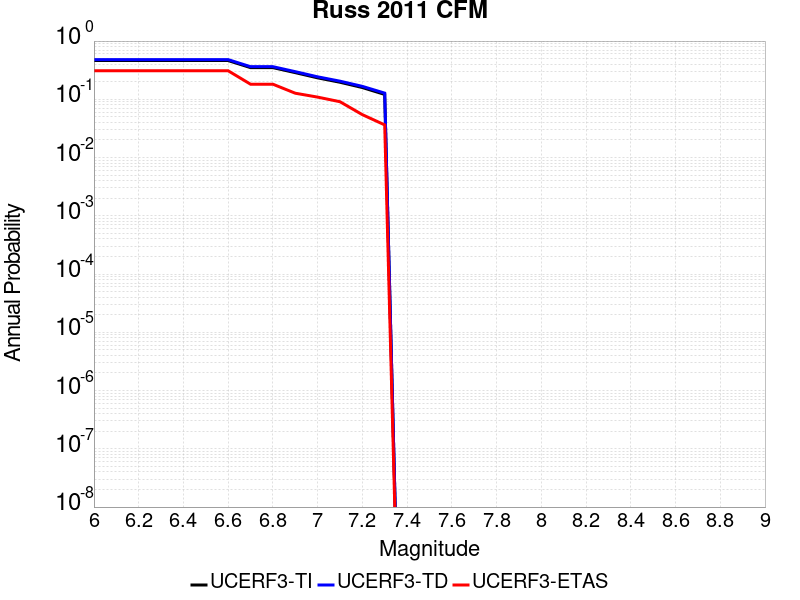 Russ 2011 CFM
10^0
10^-1
10^-2
10^-3
10^-4
10^-5
10^-6
10^-7
10^-8
Annual Probability
6 6.2 6.4 6.6 6.8 7 7.2 7.4 7.6 7.8 8 8.2 8.4 8.6 8.8 9
Magnitude
UCERF3-TI UCERF3-TD UCERF3-ETAS